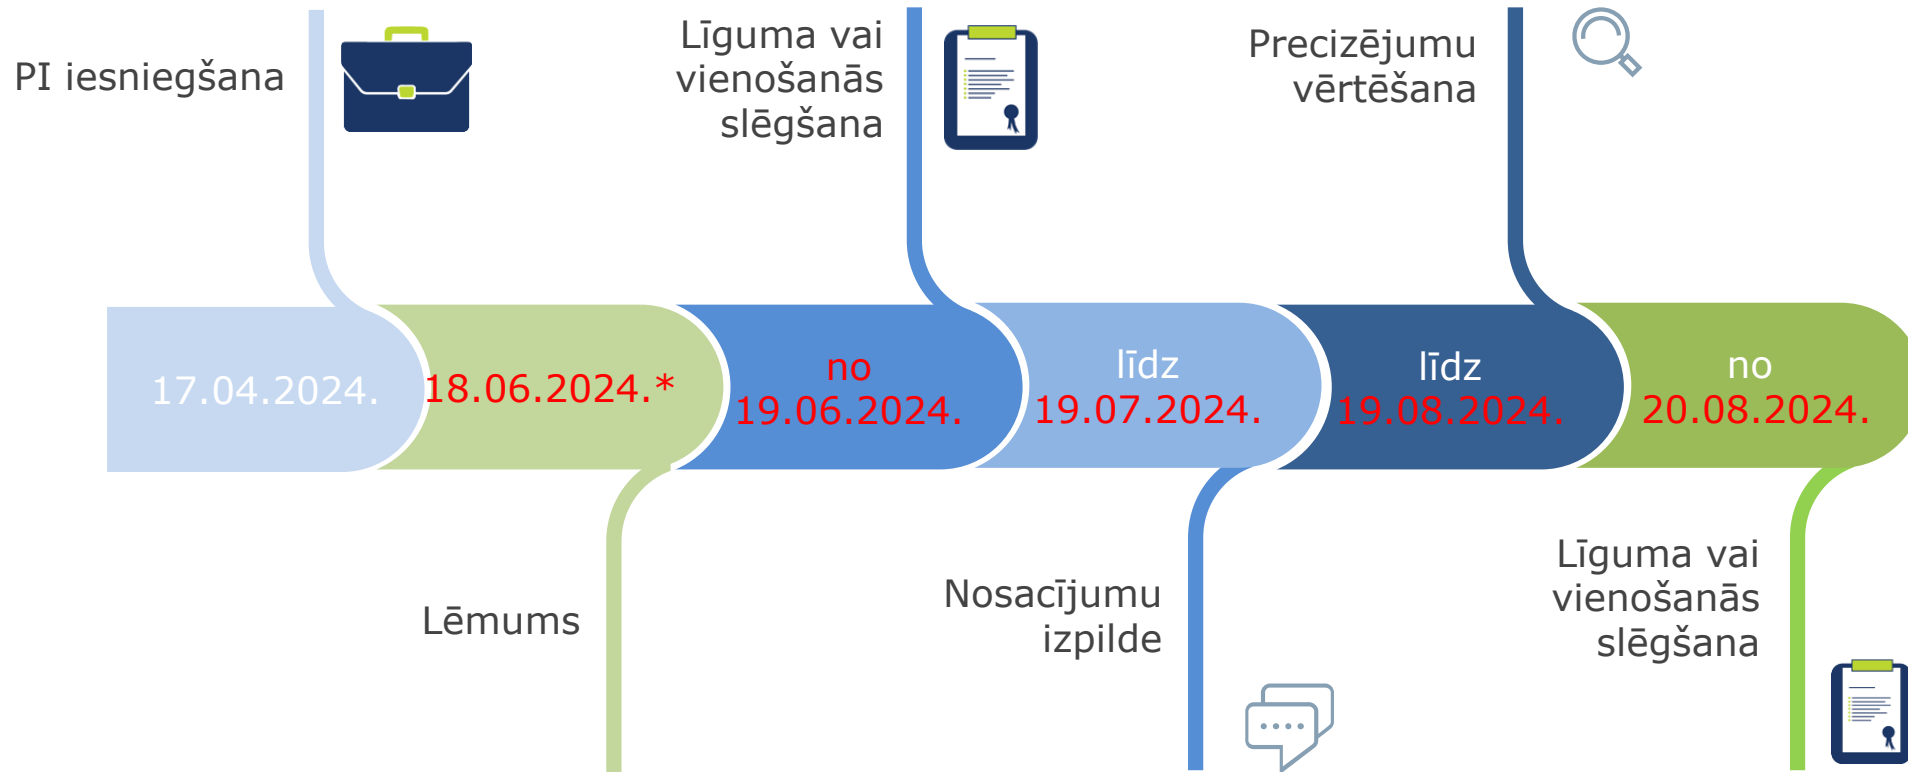 PI iesniegšana
Līguma vai
vienošanās
slēgšana
Precizējumu
vērtēšana
17.04.2024.
18.06.2024.*
no
19.06.2024.
līdz
19.07.2024.
līdz
19.08.2024.
no
20.08.2024.
Lēmums
Nosacījumu
izpilde
Līguma vai
vienošanās
slēgšana